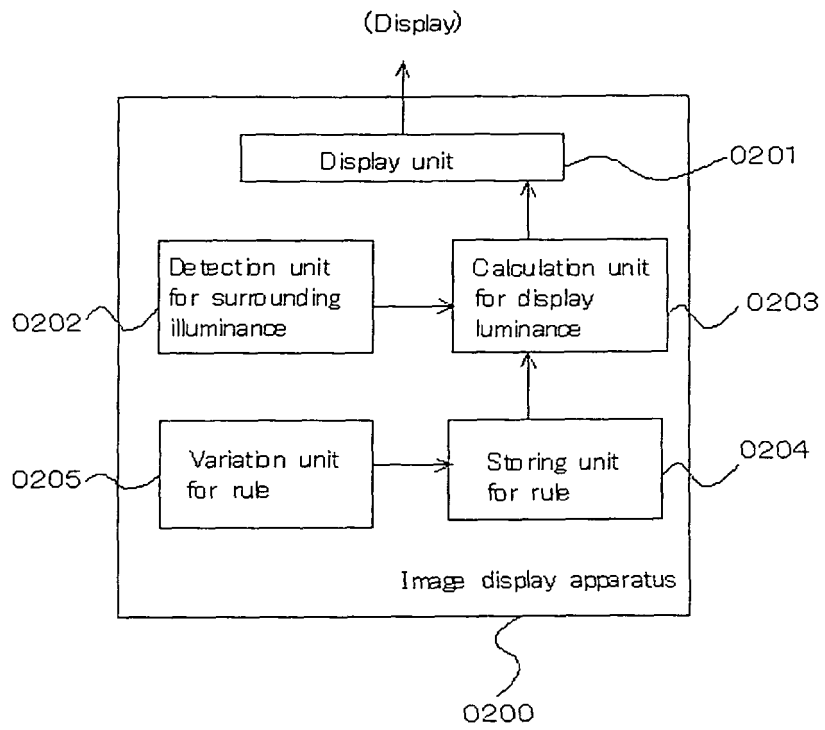 (Display)
Display unit
0201
Detection unit
for surrounding
illuminance
0202
Calculation unit
for display
luminance
0203
Variation unit
for rule
0205
Storing unit
for rule
0204
Image display apparatus
0200